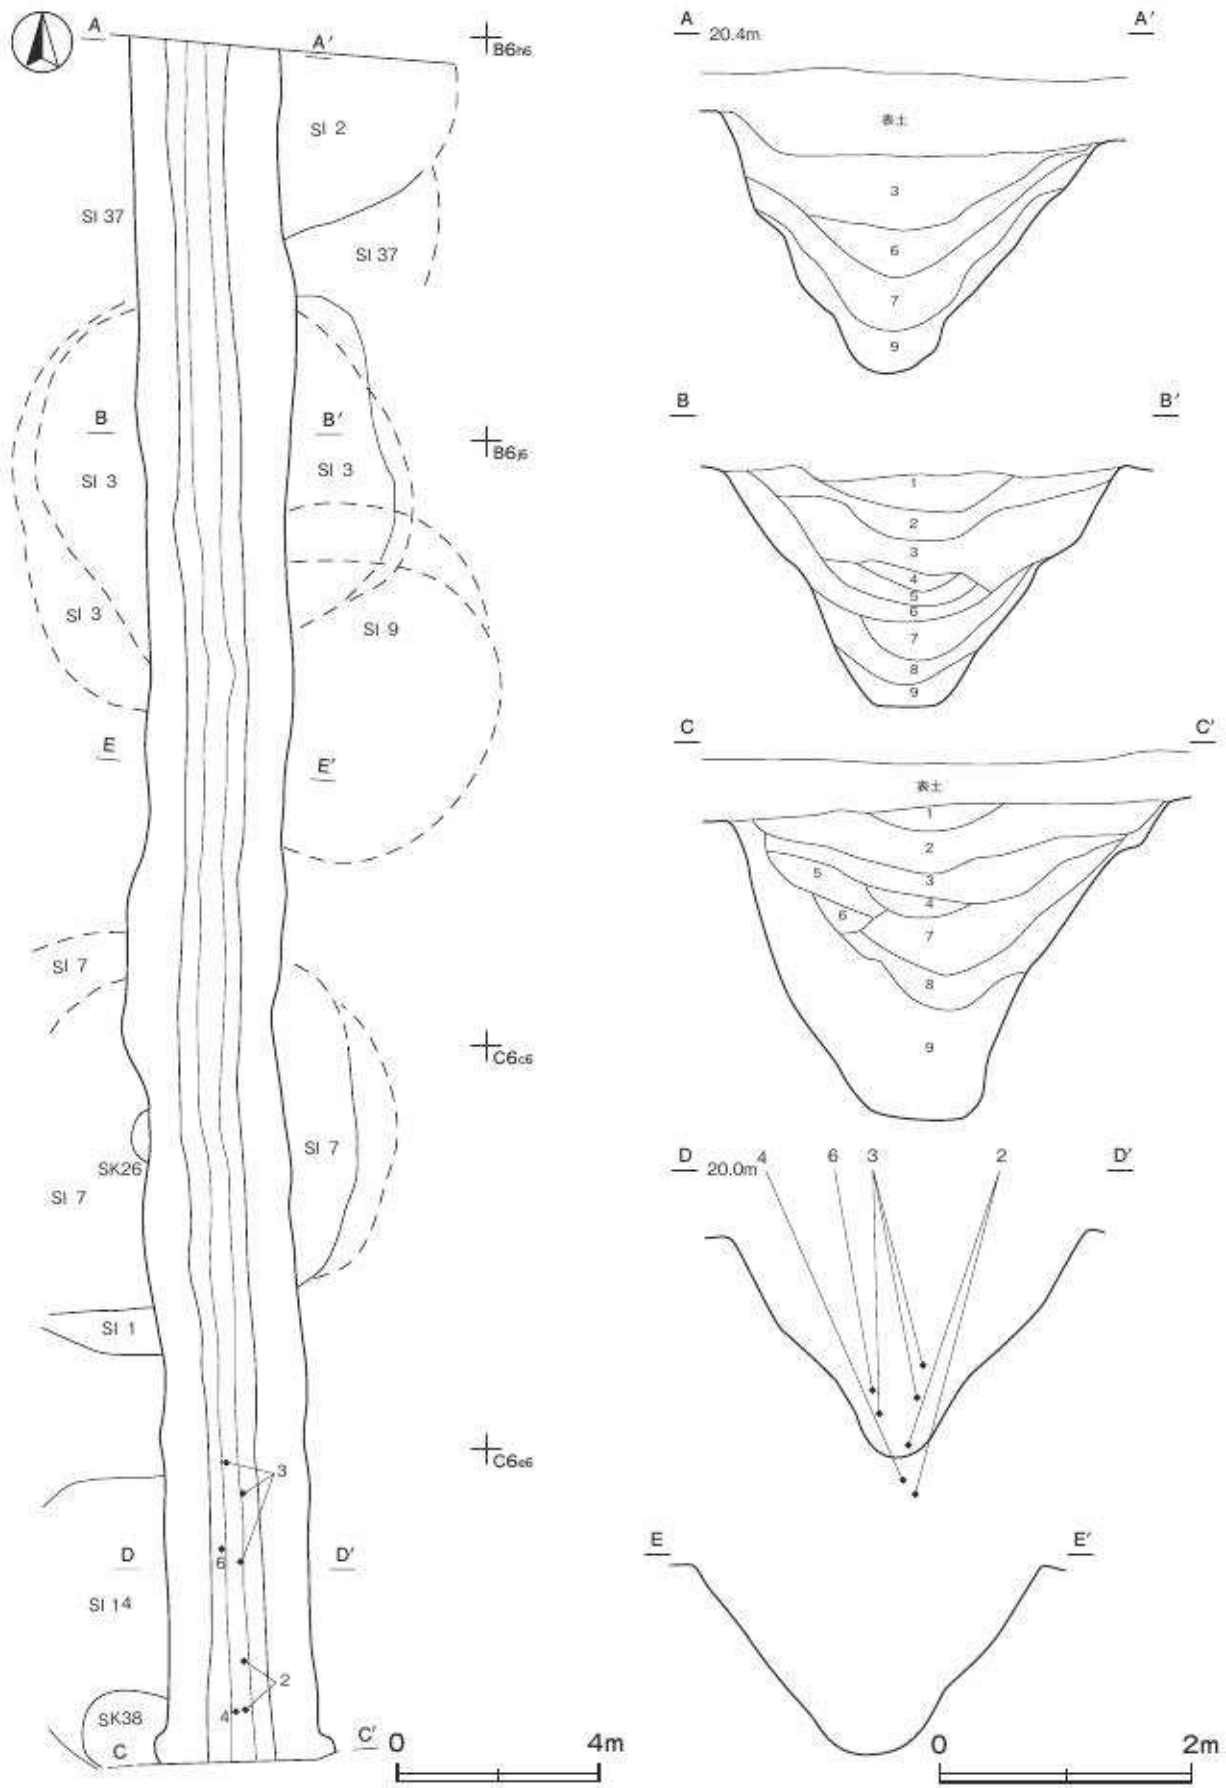 A
A′
B6h6
SI 2
SI 37
SI 37
B
B′
B6j6
SI 3
SI 3
SI 3
SI 9
E
E′
SI 7
C6c6
SI 7
SK26
SI 7
SI 1
C6e6
3
D
6
D′
SI 14
2
4
SK38
C
C′
0
4m
A
20.4m
A′
表土
3
6
7
9
B
B′
1
2
3
4
5
6
7
8
9
C
C′
表土
1
2
5
3
4
6
7
8
9
D
20.0m
4
6
3
2
D′
E
E′
0
2m